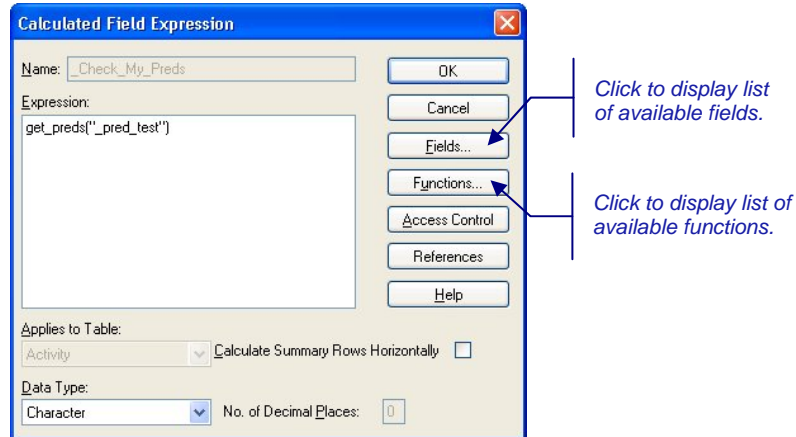 Calculated Field Expression
Name: _Check_My_Preds
OK
Expression:
Cancel
get_preds("_pred_test")
Fields...
Functions...
Access Control
References
Help
Applies to Table:
Activity
Calculate Summary Rows Horizontally
Data Type:
Character
No. of Decimal Places: 0
Click to display list
of available fields.
Click to display list of
available functions.